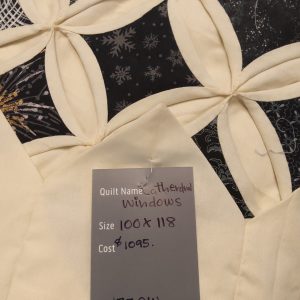 Quilt Name Cathedral
Windows
Size 100 x 118
Cost $1095.